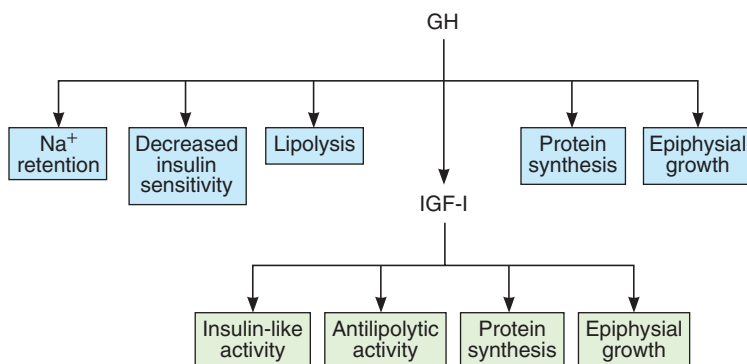 GH
Na+
retention
Decreased
insulin
sensitivity
Lipolysis
Protein
synthesis
Epiphysial
growth
IGF-I
Insulin-like
activity
Antilipolytic
activity
Protein
synthesis
Epiphysial
growth